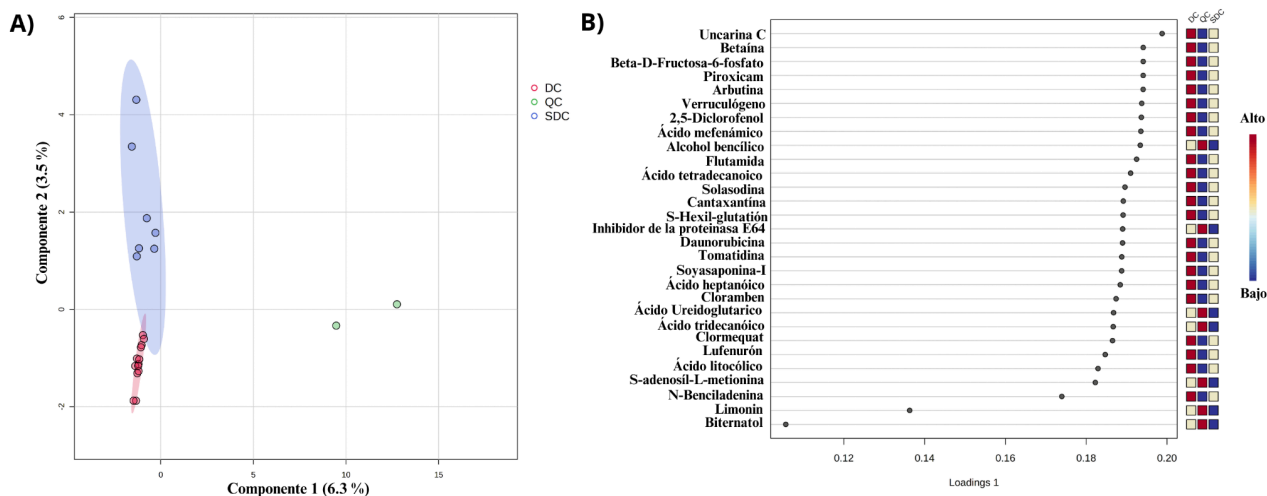 A)
6
4
2
0
-2
Componente 2 (3.5 %)
0
5
10
15
Componente 1 (6.3 %)
DC
QC
SDC
B)
DC
QC
SDC
Uncarina C
Betaína
Beta-D-Fructosa-6-fosfato
Piroxicam
Arbutina
Verruculógeno
2,5-Diclorofenol
Ácido mefenámico
Alcohol bencílico
Flutamida
Ácido tetradecanoico
Solasodina
Cantaxantína
S-Hexil-glutatión
Inhibidor de la proteinasa E64
Daunorubicina
Tomatidina
Soyasaponina-I
Ácido heptanóico
Cloramben
Ácido Ureidoglutarico
Ácido tridecanóico
Clormequat
Lufenurón
Ácido litocólico
S-adenosíl-L-metionina
N-Benciladenina
Limonin
Biternatol
0.12
0.14
0.16
0.18
0.20
Loadings 1
Alto
Bajo